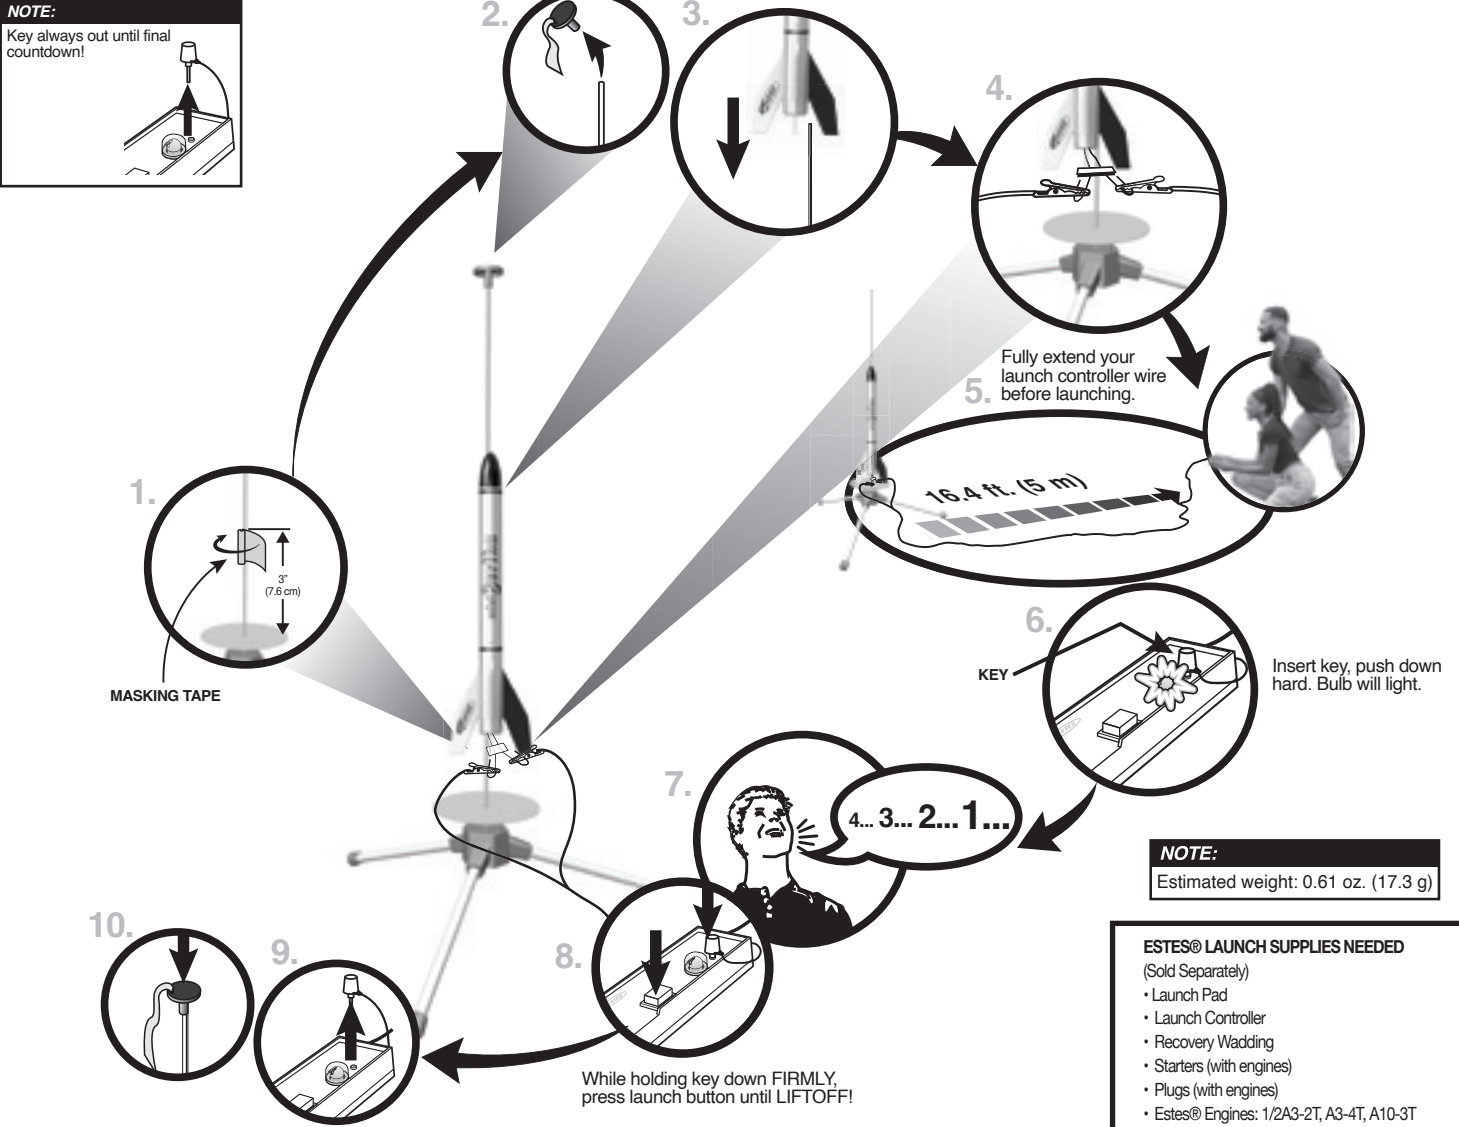 NOTE:
Key always out until final
countdown!
2.
3.
4.
Fully extend your
launch controller wire
before launching.
5.
16.4 ft. (5 m)
1.
3"
(7.6 cm)
MASKING TAPE
6.
KEY
Insert key, push down
hard. Bulb will light.
7.
4... 3... 2... 1...
NOTE:
Estimated weight: 0.61 oz. (17.3 g)
8.
While holding key down FIRMLY,
press launch button until LIFTOFF!
9.
10.
ESTES® LAUNCH SUPPLIES NEEDED
(Sold Separately)
• Launch Pad
• Launch Controller
• Recovery Wadding
• Starters (with engines)
• Plugs (with engines)
• Estes® Engines: 1/2A3-2T, A3-4T, A10-3T